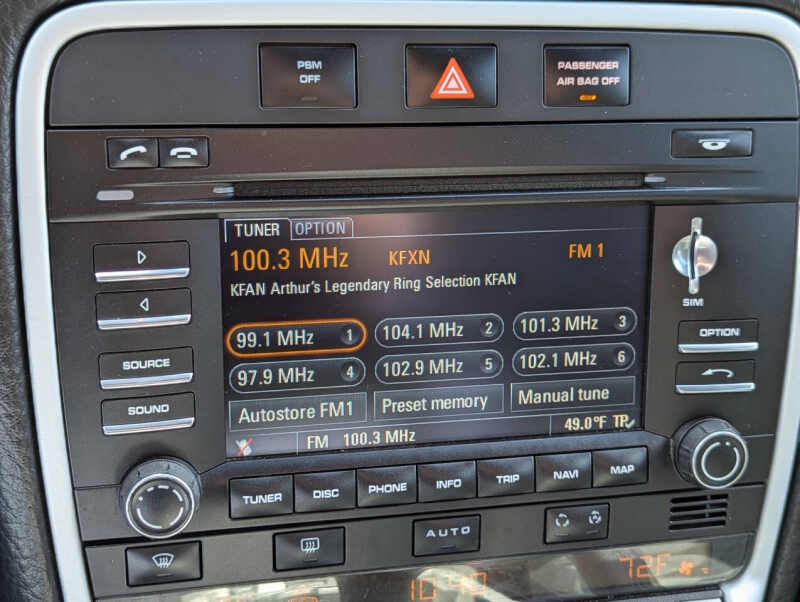 PSM
OFF
PASSENGER
AIR BAG OFF
TUNER OPTION
100.3 MHz KFXN FM 1
KFAN Arthur's Legendary Ring Selection KFAN
99.1 MHz 1 104.1 MHz 2 101.3 MHz 3
97.9 MHz 4 102.9 MHz 5 102.1 MHz 6
Autostore FM1 Preset memory Manual tune
FM 100.3 MHz 49.0°F TP
SIM
OPTION
SOURCE
SOUND
TUNER DISC PHONE INFO TRIP NAVI MAP
AUTO
10:40 72F